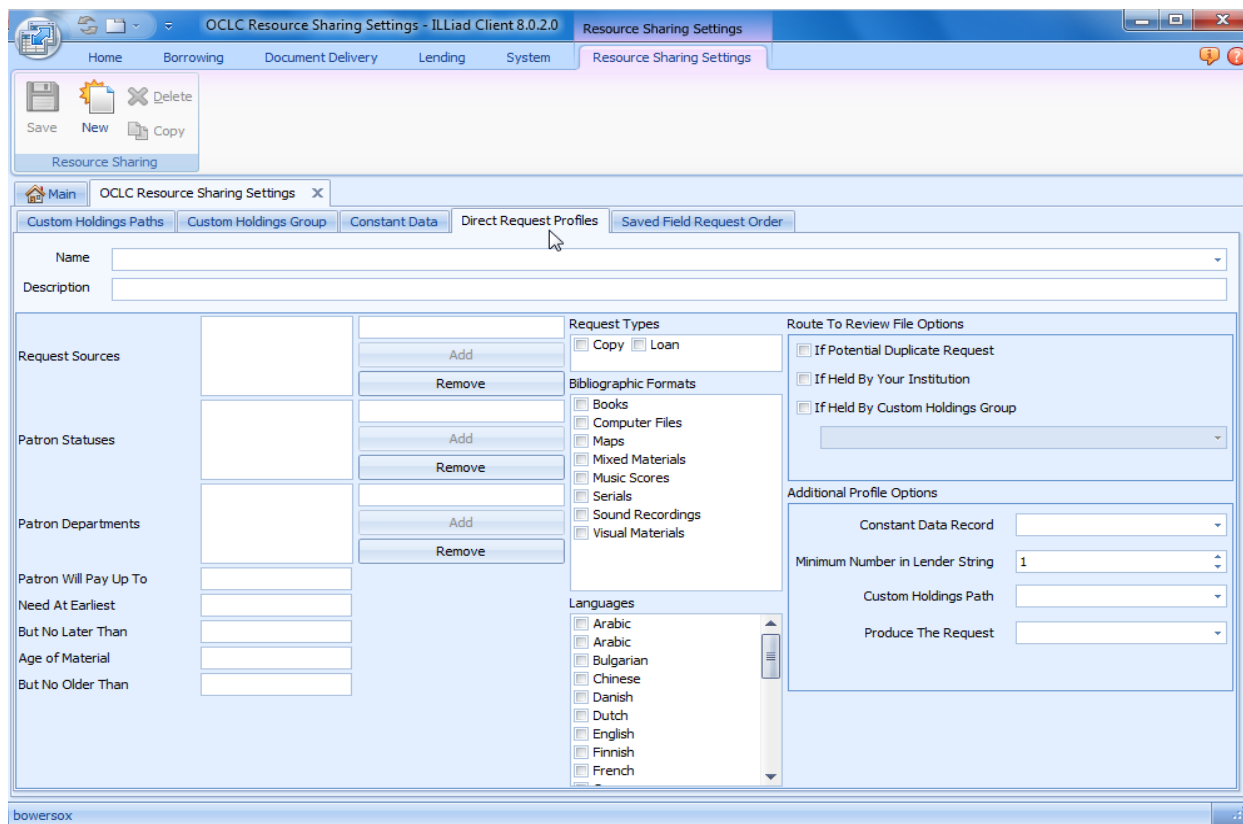 OCLC Resource Sharing Settings - ILLiad Client 8.0.2.0
Resource Sharing Settings
Home Borrowing Document Delivery Lending System Resource Sharing Settings
Save New Delete
Copy
Resource Sharing
Main OCLC Resource Sharing Settings X
Custom Holdings Paths Custom Holdings Group Constant Data Direct Request Profiles Saved Field Request Order
Name
Description
Request Sources
Add
Remove
Patron Statuses
Add
Remove
Patron Departments
Add
Remove
Patron Will Pay Up To
Need At Earliest
But No Later Than
Age of Material
But No Older Than
Request Types
Copy Loan
Bibliographic Formats
Books
Computer Files
Maps
Mixed Materials
Music Scores
Serials
Sound Recordings
Visual Materials
Languages
Arabic
Arabic
Bulgarian
Chinese
Danish
Dutch
English
Finnish
French
Route To Review File Options
If Potential Duplicate Request
If Held By Your Institution
If Held By Custom Holdings Group
Additional Profile Options
Constant Data Record
Minimum Number in Lender String 1
Custom Holdings Path
Produce The Request
bowersox